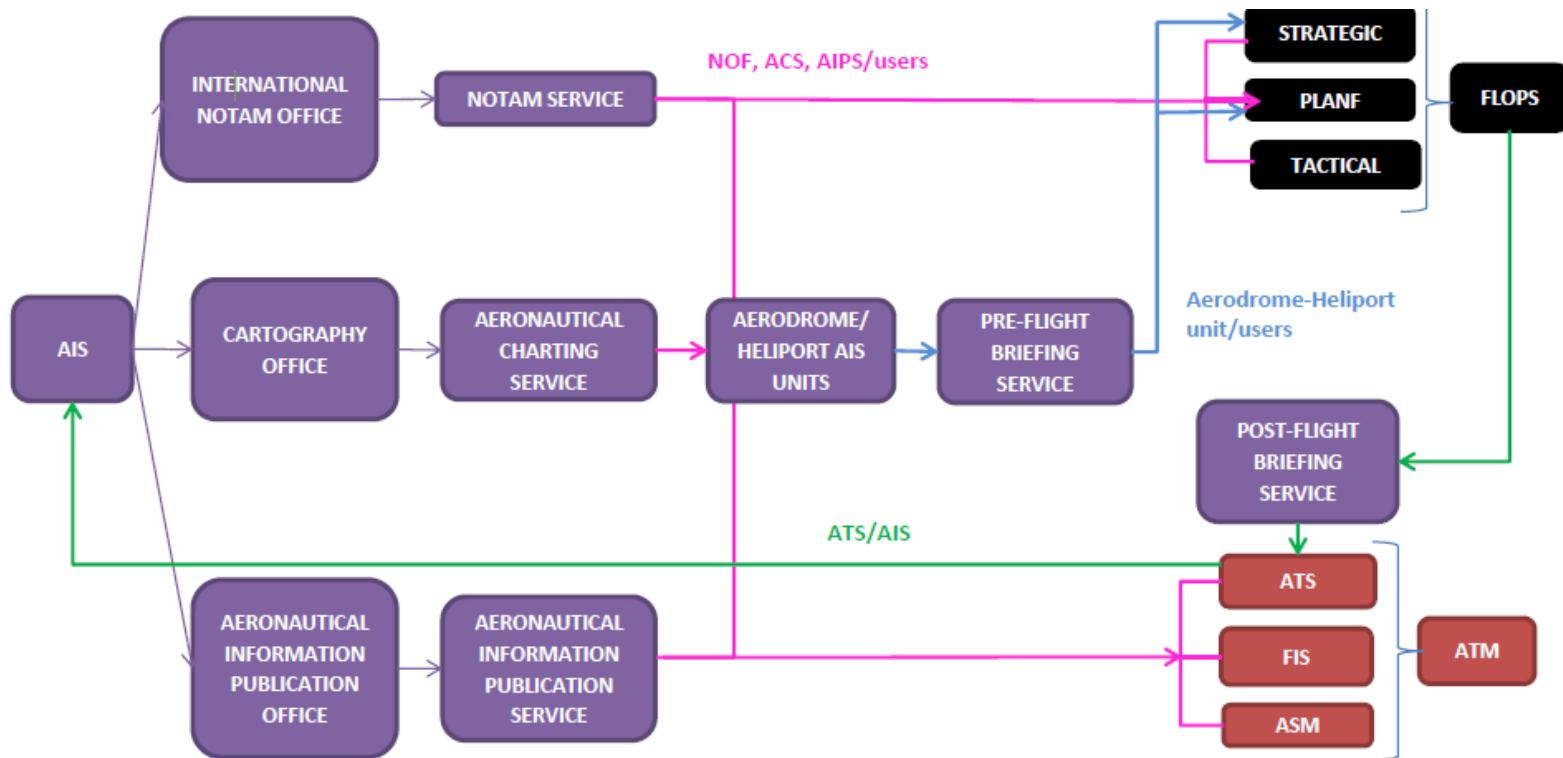 STRATEGIC
NOF, ACS, AIPS/users
INTERNATIONAL
NOTAM OFFICE
NOTAM SERVICE
PLANF
FLOPS
TACTICAL
AIS
CARTOGRAPHY
OFFICE
AERONAUTICAL
CHARTING
SERVICE
AERODROME/
HELIPORT AIS
UNITS
PRE-FLIGHT
BRIEFING
SERVICE
Aerodrome-Heliport
unit/users
POST-FLIGHT
BRIEFING
SERVICE
ATS/AIS
ATS
AERONAUTICAL
INFORMATION
PUBLICATION
OFFICE
AERONAUTICAL
INFORMATION
PUBLICATION
SERVICE
FIS
ATM
ASM